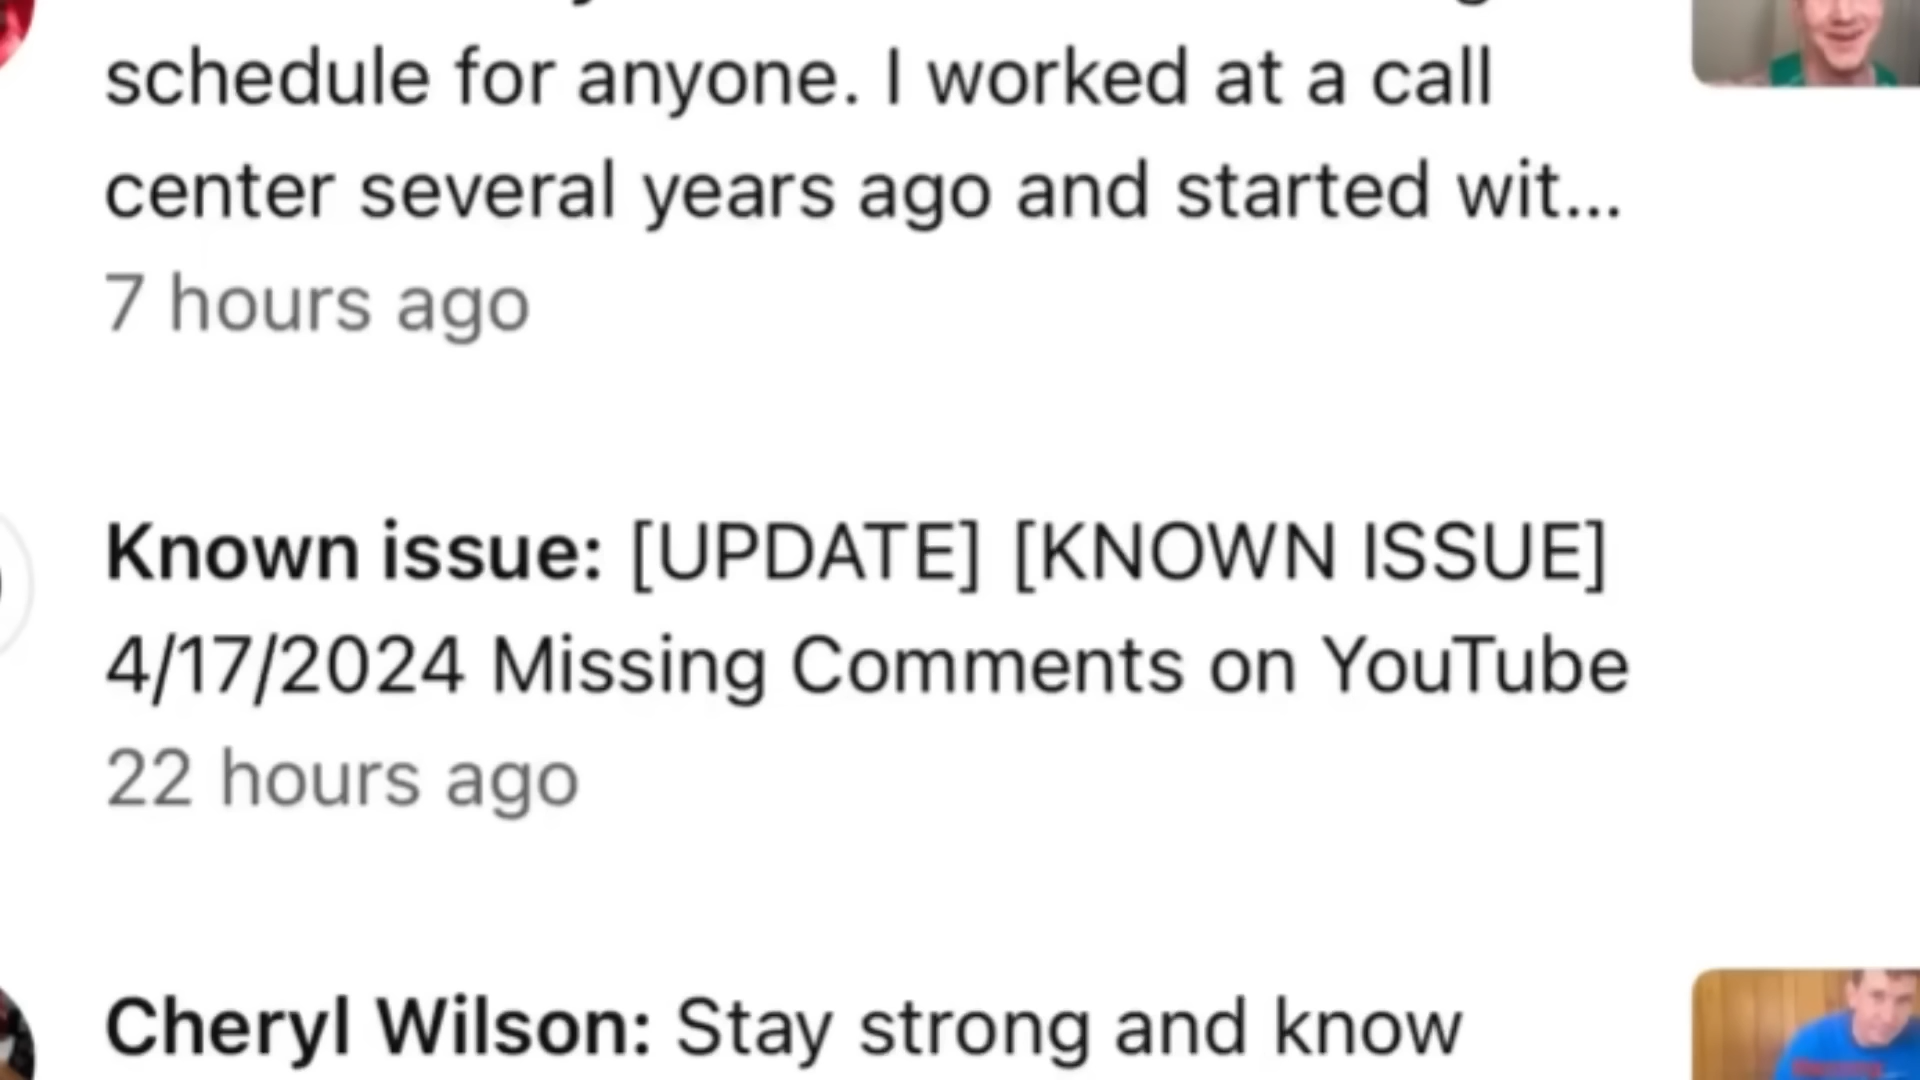 schedule for anyone. I worked at a call
center several years ago and started wit...
7 hours ago
Known issue: [UPDATE] [KNOWN ISSUE]
4/17/2024 Missing Comments on YouTube
22 hours ago
Cheryl Wilson: Stay strong and know